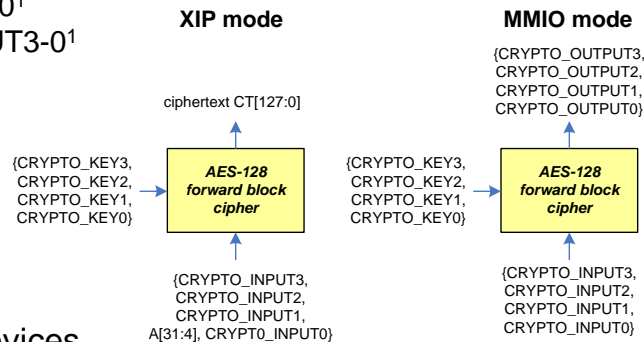 0¹
UT3-0¹
XIP mode
MMIO mode
{CRYPTO_OUTPUT3,
CRYPTO_OUTPUT2,
CRYPTO_OUTPUT1,
CRYPTO_OUTPUT0}
ciphertext CT[127:0]
{CRYPTO_KEY3,
CRYPTO_KEY2,
CRYPTO_KEY1,
CRYPTO_KEY0}
AES-128
forward block
cipher
{CRYPTO_KEY3,
CRYPTO_KEY2,
CRYPTO_KEY1,
CRYPTO_KEY0}
AES-128
forward block
cipher
{CRYPTO_INPUT3,
CRYPTO_INPUT2,
CRYPTO_INPUT1,
A[31:4], CRYPT0_INPUT0}
{CRYPTO_INPUT3,
CRYPTO_INPUT2,
CRYPTO_INPUT1,
CRYPTO_INPUT0}
evices